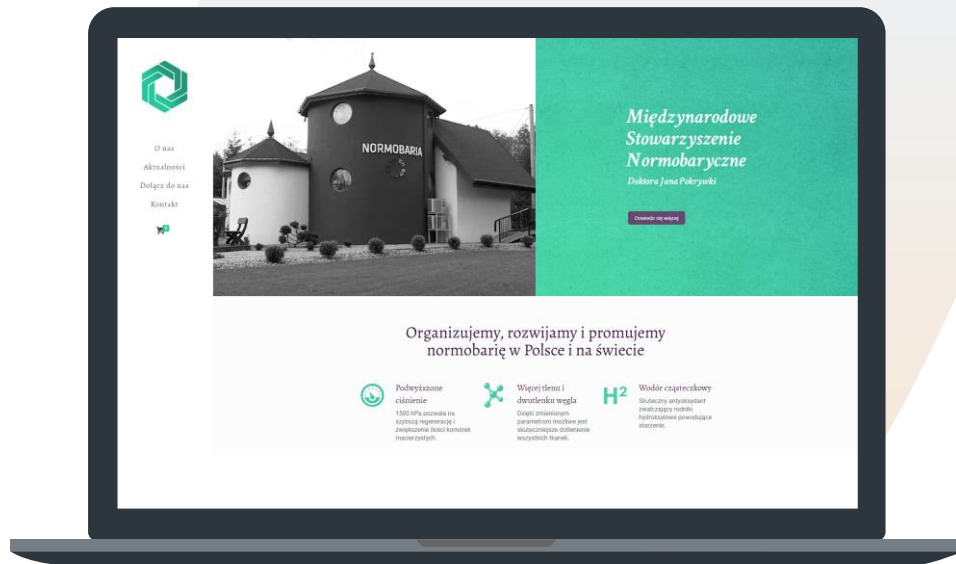 O nas
Aktualności
Dołącz do nas
Kontakt
NORMOBARIA
Międzynarodowe
Stowarzyszenie
Normobaryczne
Doktora Jana Pokrywki
Dowiedz się więcej
Organizujemy, rozwijamy i promujemy
normobarię w Polsce i na świecie
Podwyższone
ciśnienie
1500 hPa pozwala na
szybszą regenerację i
zwiększenie ilości komórek
macierzystych.
Więcej tlenu i
dwutlenku węgla
Dzięki zmienionym
parametrom możliwe jest
skuteczniejsze dotlenienie
wszystkich tkanek.
H²
Wodór cząsteczkowy
Skuteczny antyoksydant
zwalczający rodniki
hydroksylowe powodujące
starzenie.